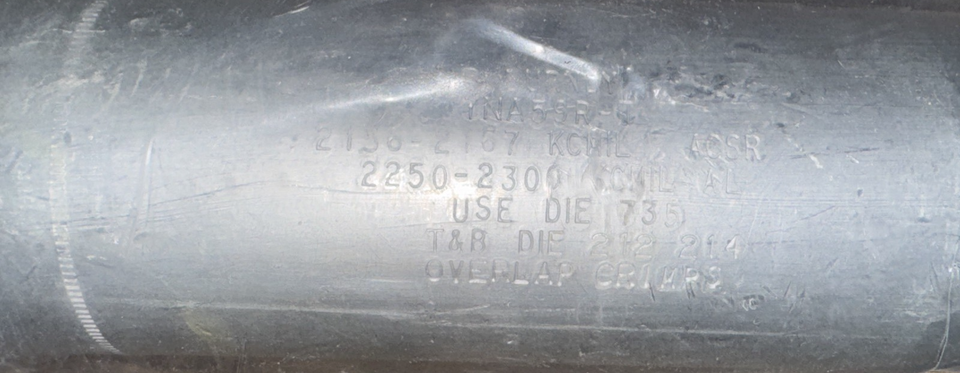 2156-2167 KCMIL ACSR
2250-2300 KCMIL AL
USE DIE 735
T&B DIE 212 214
OVERLAP CRIMPS